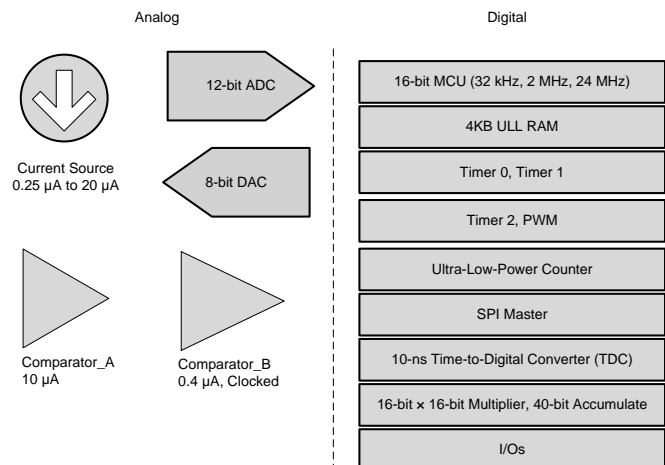 Analog
Digital
12-bit ADC
Current Source
0.25 µA to 20 µA
8-bit DAC
Comparator_A
10 µA
Comparator_B
0.4 µA, Clocked
16-bit MCU (32 kHz, 2 MHz, 24 MHz)
4KB ULL RAM
Timer 0, Timer 1
Timer 2, PWM
Ultra-Low-Power Counter
SPI Master
10-ns Time-to-Digital Converter (TDC)
16-bit × 16-bit Multiplier, 40-bit Accumulate
I/Os